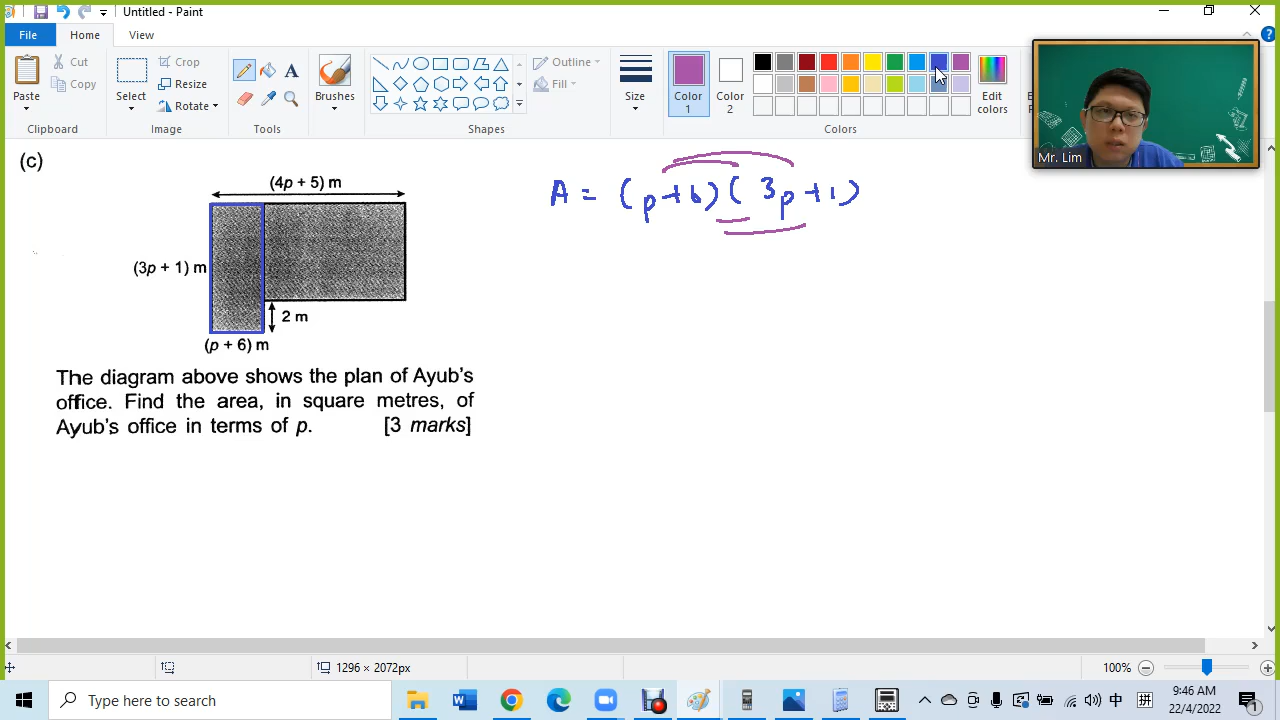 Untitled - Paint
File
Home
View
Paste
Cut
Copy
Clipboard
Select
Crop
Resize
Rotate
Image
Tools
Brushes
Shapes
Outline
Fill
Size
Color 1
Color 2
Colors
Edit colors
Mr. Lim
(c)
(4p + 5) m
(3p + 1) m
2 m
(p + 6) m
A = (p+6)(3p+1)
The diagram above shows the plan of Ayub's
office. Find the area, in square metres, of
Ayub's office in terms of p. [3 marks]
1296 × 2072px
100%
Type here to search
中
拼
9:46 AM
22/4/2022
1